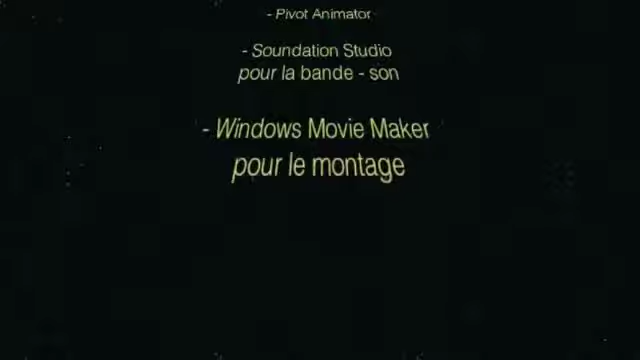 - Pivot Animator
- Soundation Studio
pour la bande - son
- Windows Movie Maker
pour le montage